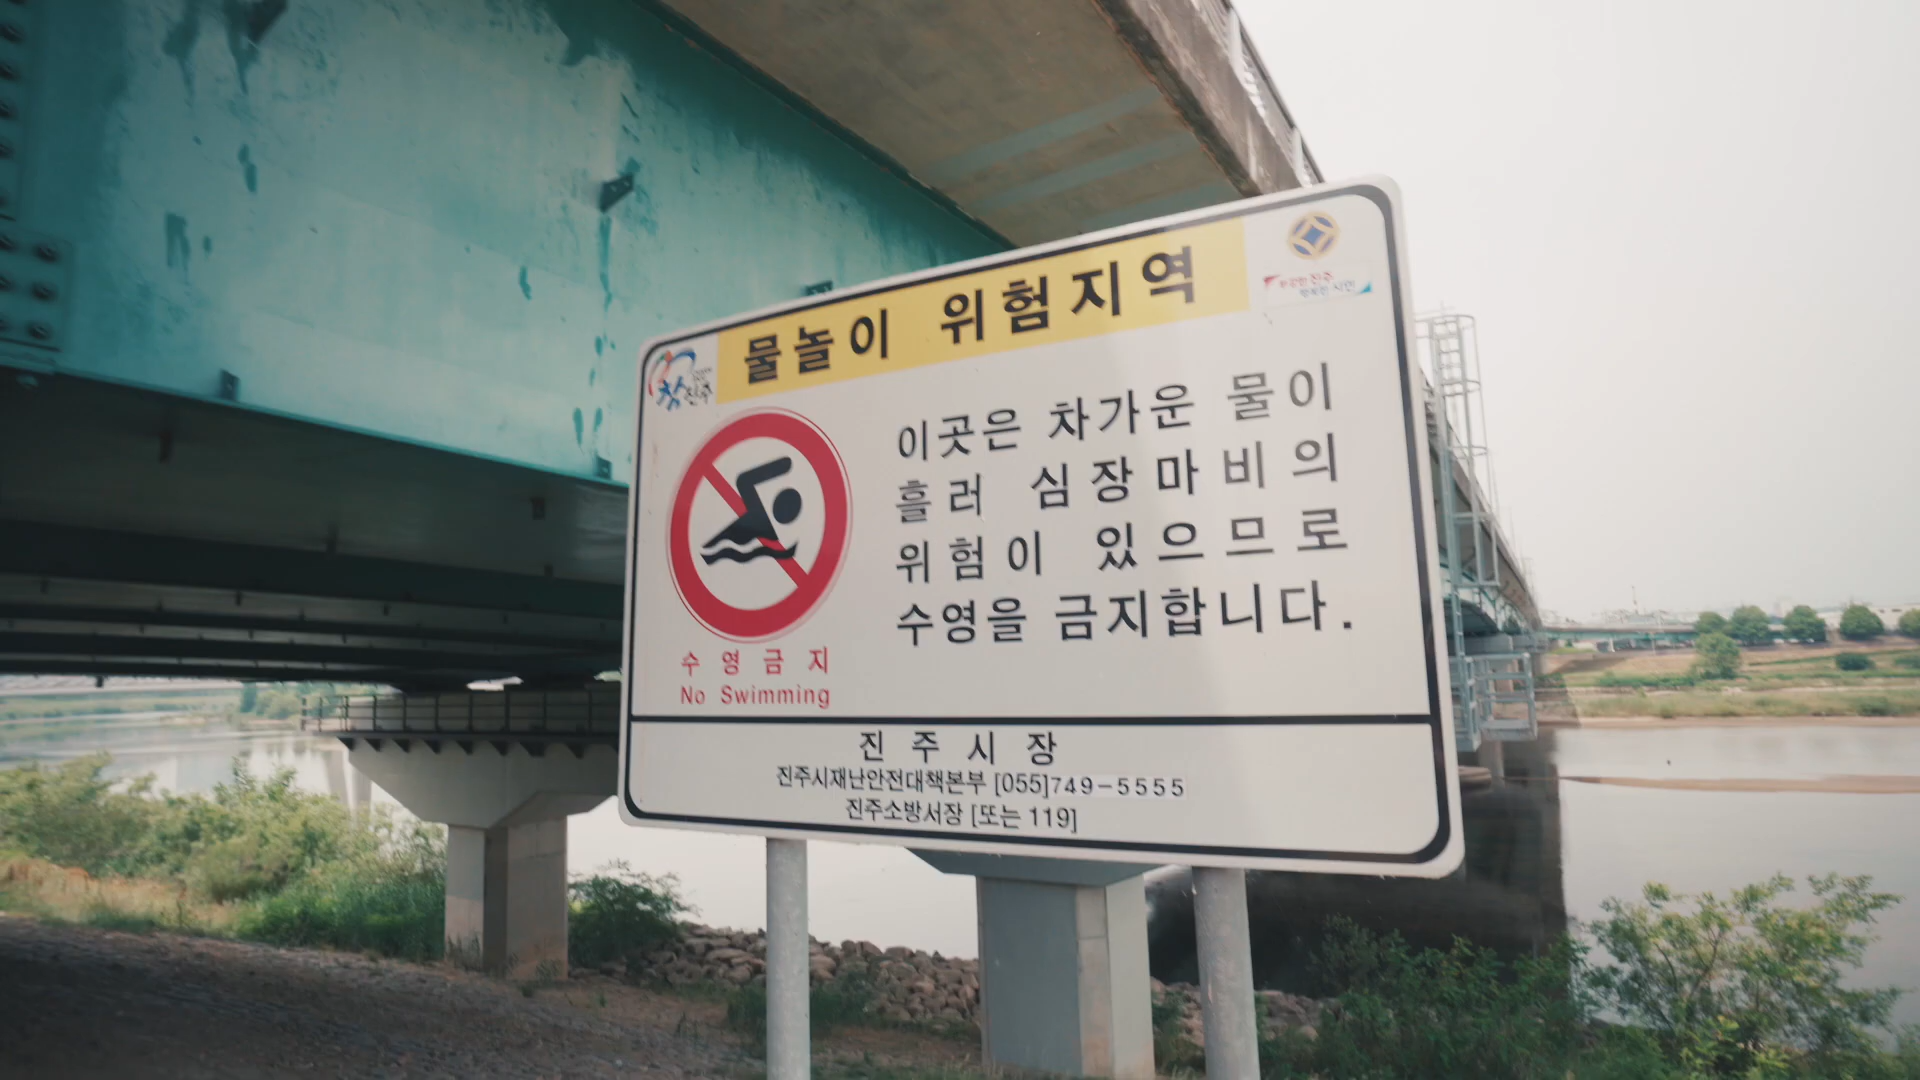 물놀이 위험지역
참진주
이곳은 차가운 물이
흘러 심장마비의
위험이 있으므로
수영을 금지합니다.
수영금지
No Swimming
진주시장
진주시재난안전대책본부 [055]749-5555
진주소방서장 [또는 119]